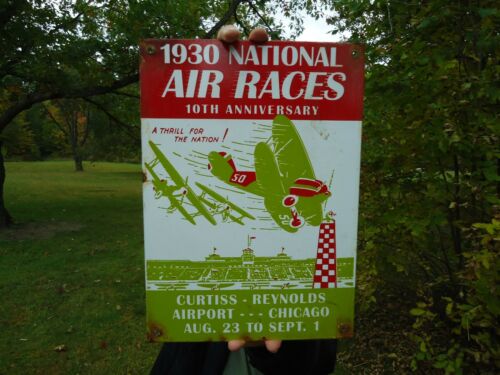 1930 NATIONAL
AIR RACES
10TH ANNIVERSARY
A THRILL FOR
THE NATION!
50
50
CURTISS - REYNOLDS
AIRPORT - - - CHICAGO
AUG. 23 TO SEPT. 1